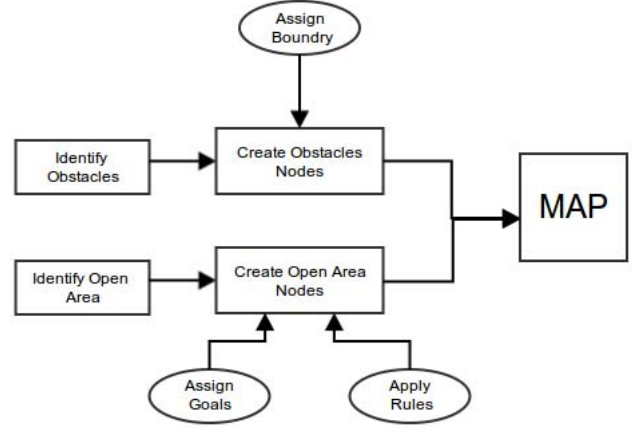 Assign
Boundry
Identify
Obstacles
Create Obstacles
Nodes
MAP
Identify Open
Area
Create Open Area
Nodes
Assign
Goals
Apply
Rules